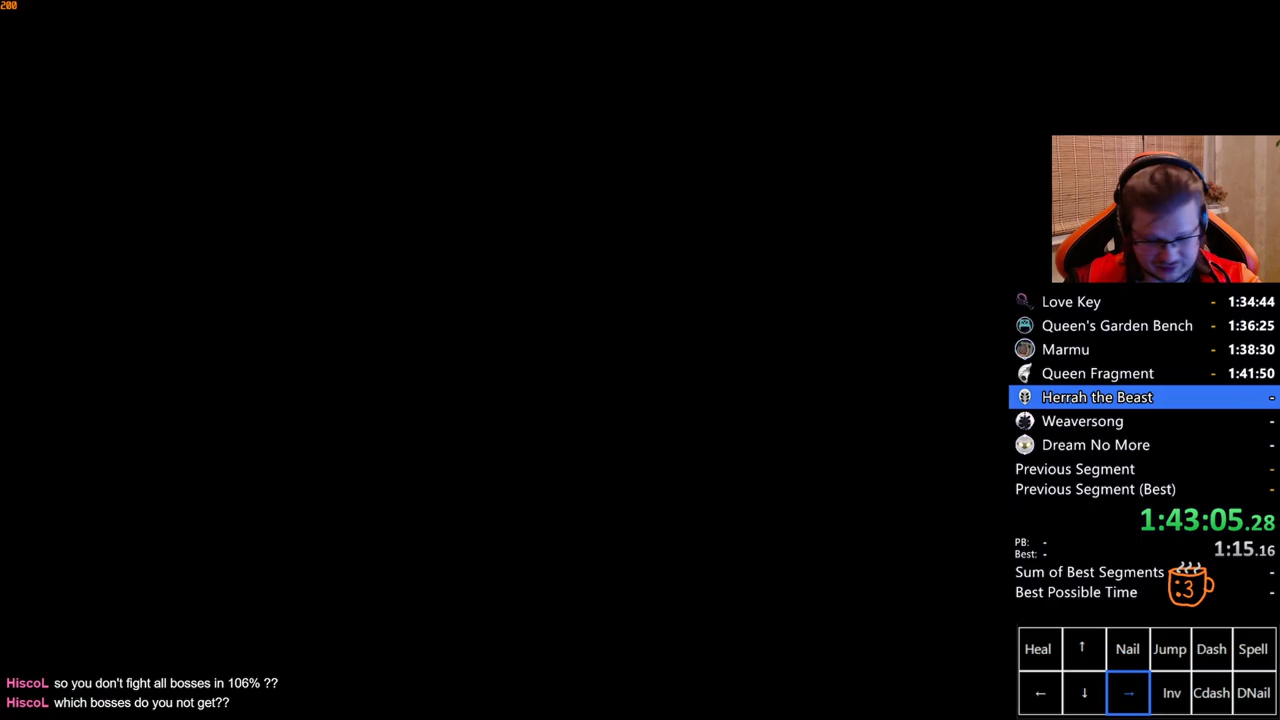 200
Love Key - 1:34:44
Queen's Garden Bench - 1:36:25
Marmu - 1:38:30
Queen Fragment - 1:41:50
Herrah the Beast -
Weaversong -
Dream No More -
Previous Segment -
Previous Segment (Best) -
1:43:05.28
PB: -
1:15.16
Best: -
Sum of Best Segments -
:3
Best Possible Time -
Heal ↑ Nail Jump Dash Spell
← ↓ → Inv Cdash DNail
HiscoL so you don't fight all bosses in 106% ??
HiscoL which bosses do you not get??